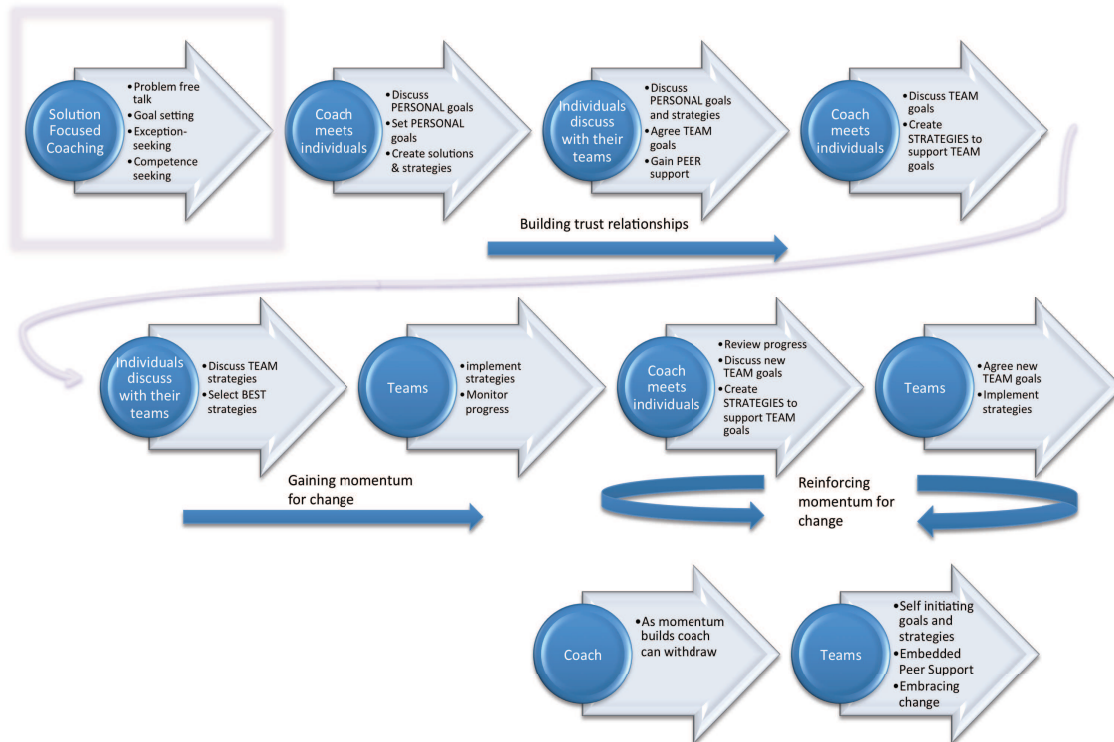 Solution
Focused
Coaching
•Problem free
talk
•Goal setting
•Exception-
seeking
•Competence
seeking
Coach
meets
individuals
•Discuss
PERSONAL goals
•Set PERSONAL
goals
•Create solutions
& strategies
Individuals
discuss
with their
teams
•Discuss
PERSONAL goals
and strategies
•Agree TEAM
goals
•Gain PEER
support
Coach
meets
individuals
•Discuss TEAM
goals
•Create
STRATEGIES to
support TEAM
goals
Building trust relationships
Individuals
discuss
with their
teams
•Discuss TEAM
strategies
•Select BEST
strategies
Teams
•implement
strategies
•Monitor
progress
Coach
meets
individuals
•Review progress
•Discuss new
TEAM goals
•Create
STRATEGIES to
support TEAM
goals
Teams
•Agree new
TEAM goals
•Implement
strategies
Gaining momentum
for change
Reinforcing
momentum for
change
Coach
•As momentum
builds coach
can withdraw
Teams
•Self initiating
goals and
strategies
•Embedded
Peer Support
•Embracing
change